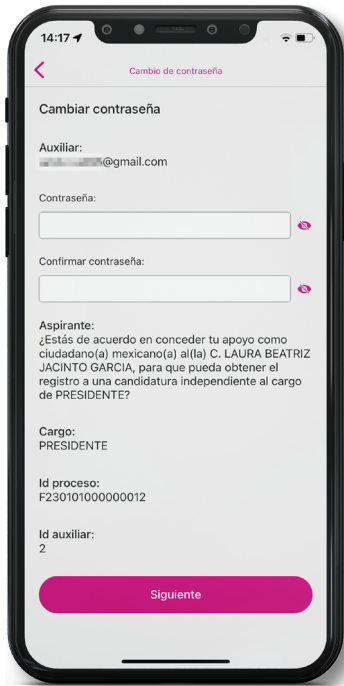 14:17
Cambio de contraseña
Cambiar contraseña
Auxiliar:
@gmail.com
Contraseña:
Confirmar contraseña:
Aspirante:
¿Estás de acuerdo en conceder tu apoyo como
ciudadano(a) mexicano(a) al(la) C. LAURA BEATRIZ
JACINTO GARCIA, para que pueda obtener el
registro a una candidatura independiente al cargo
de PRESIDENTE?
Cargo:
PRESIDENTE
Id proceso:
F230101000000012
Id auxiliar:
2
Siguiente